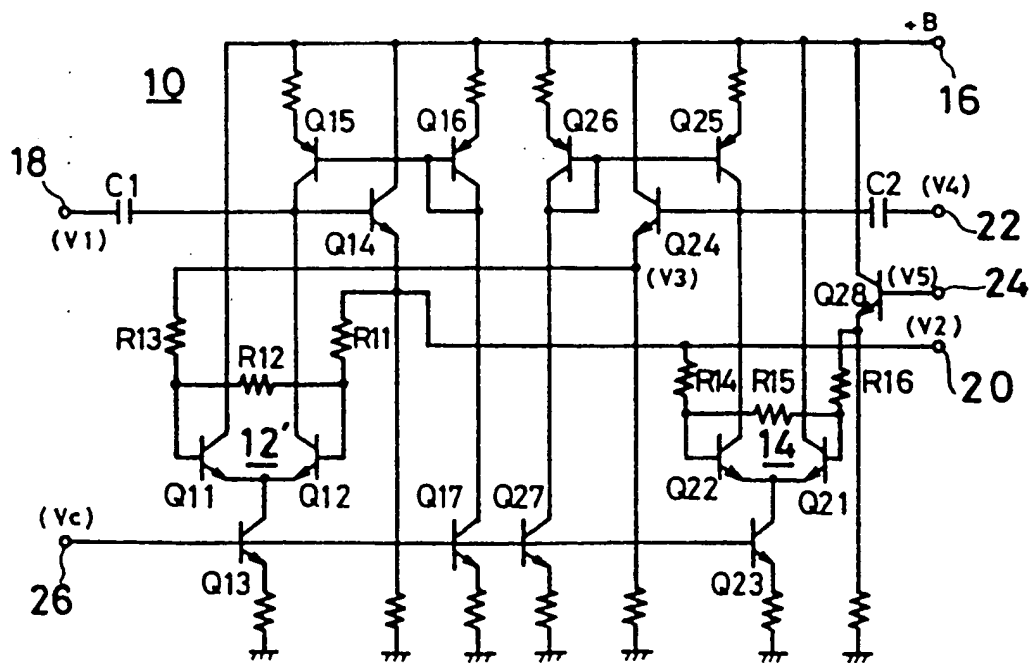 +B
10
16
Q15
Q16
Q26
Q25
18
C1
C2
(V4)
(V1)
Q14
Q24
22
(V3)
(V5)
Q28
24
R13
R11
(V2)
R12
R14
R15
R16
20
12'
14
Q11
Q12
Q22
Q21
(Vc)
Q17
Q27
Q13
Q23
26